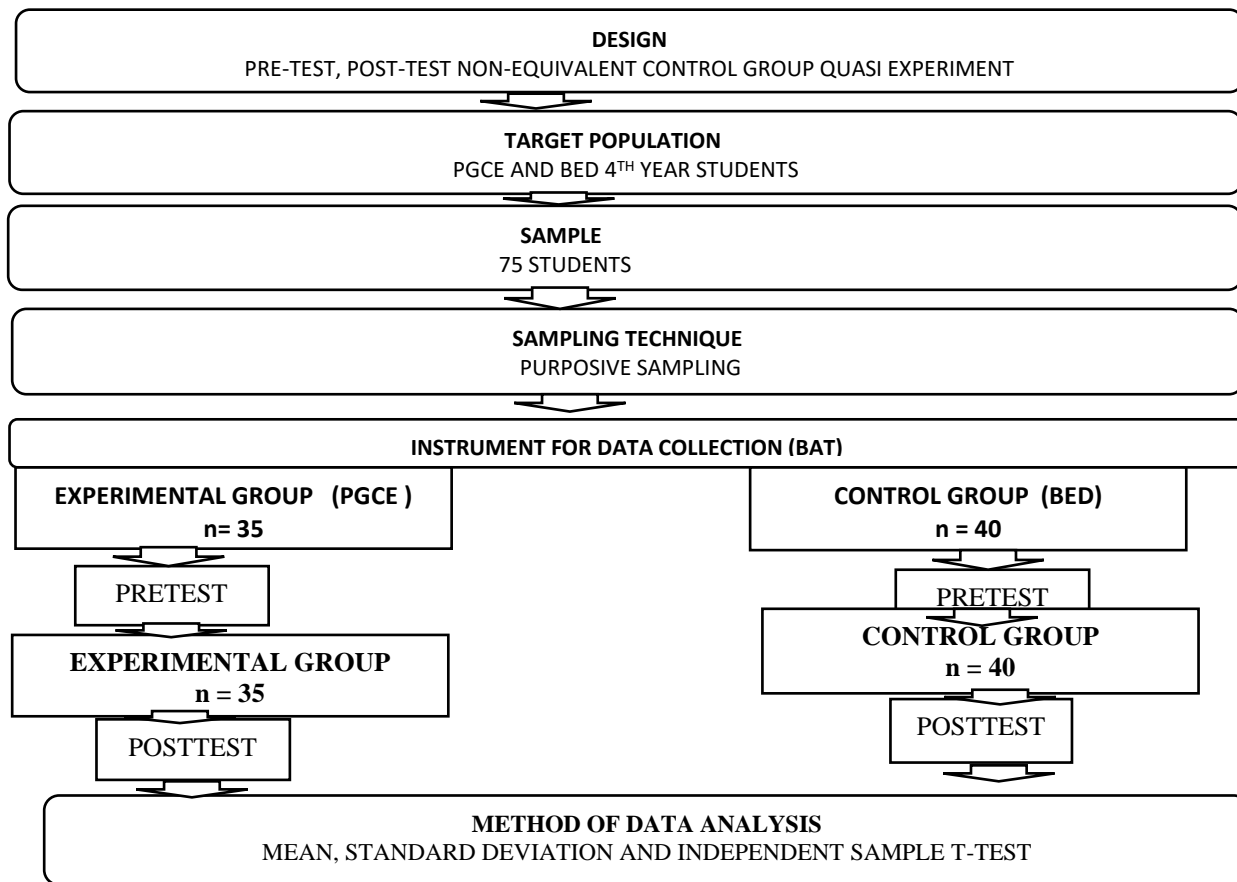 DESIGN
PRE-TEST, POST-TEST NON-EQUIVALENT CONTROL GROUP QUASI EXPERIMENT
TARGET POPULATION
PGCE AND BED 4TH YEAR STUDENTS
SAMPLE
75 STUDENTS
SAMPLING TECHNIQUE
PURPOSIVE SAMPLING
INSTRUMENT FOR DATA COLLECTION (BAT)
EXPERIMENTAL GROUP (PGCE )
n= 35
CONTROL GROUP (BED)
n = 40
PRETEST
PRETEST
EXPERIMENTAL GROUP
n = 35
CONTROL GROUP
n = 40
POSTTEST
POSTTEST
METHOD OF DATA ANALYSIS
MEAN, STANDARD DEVIATION AND INDEPENDENT SAMPLE T-TEST